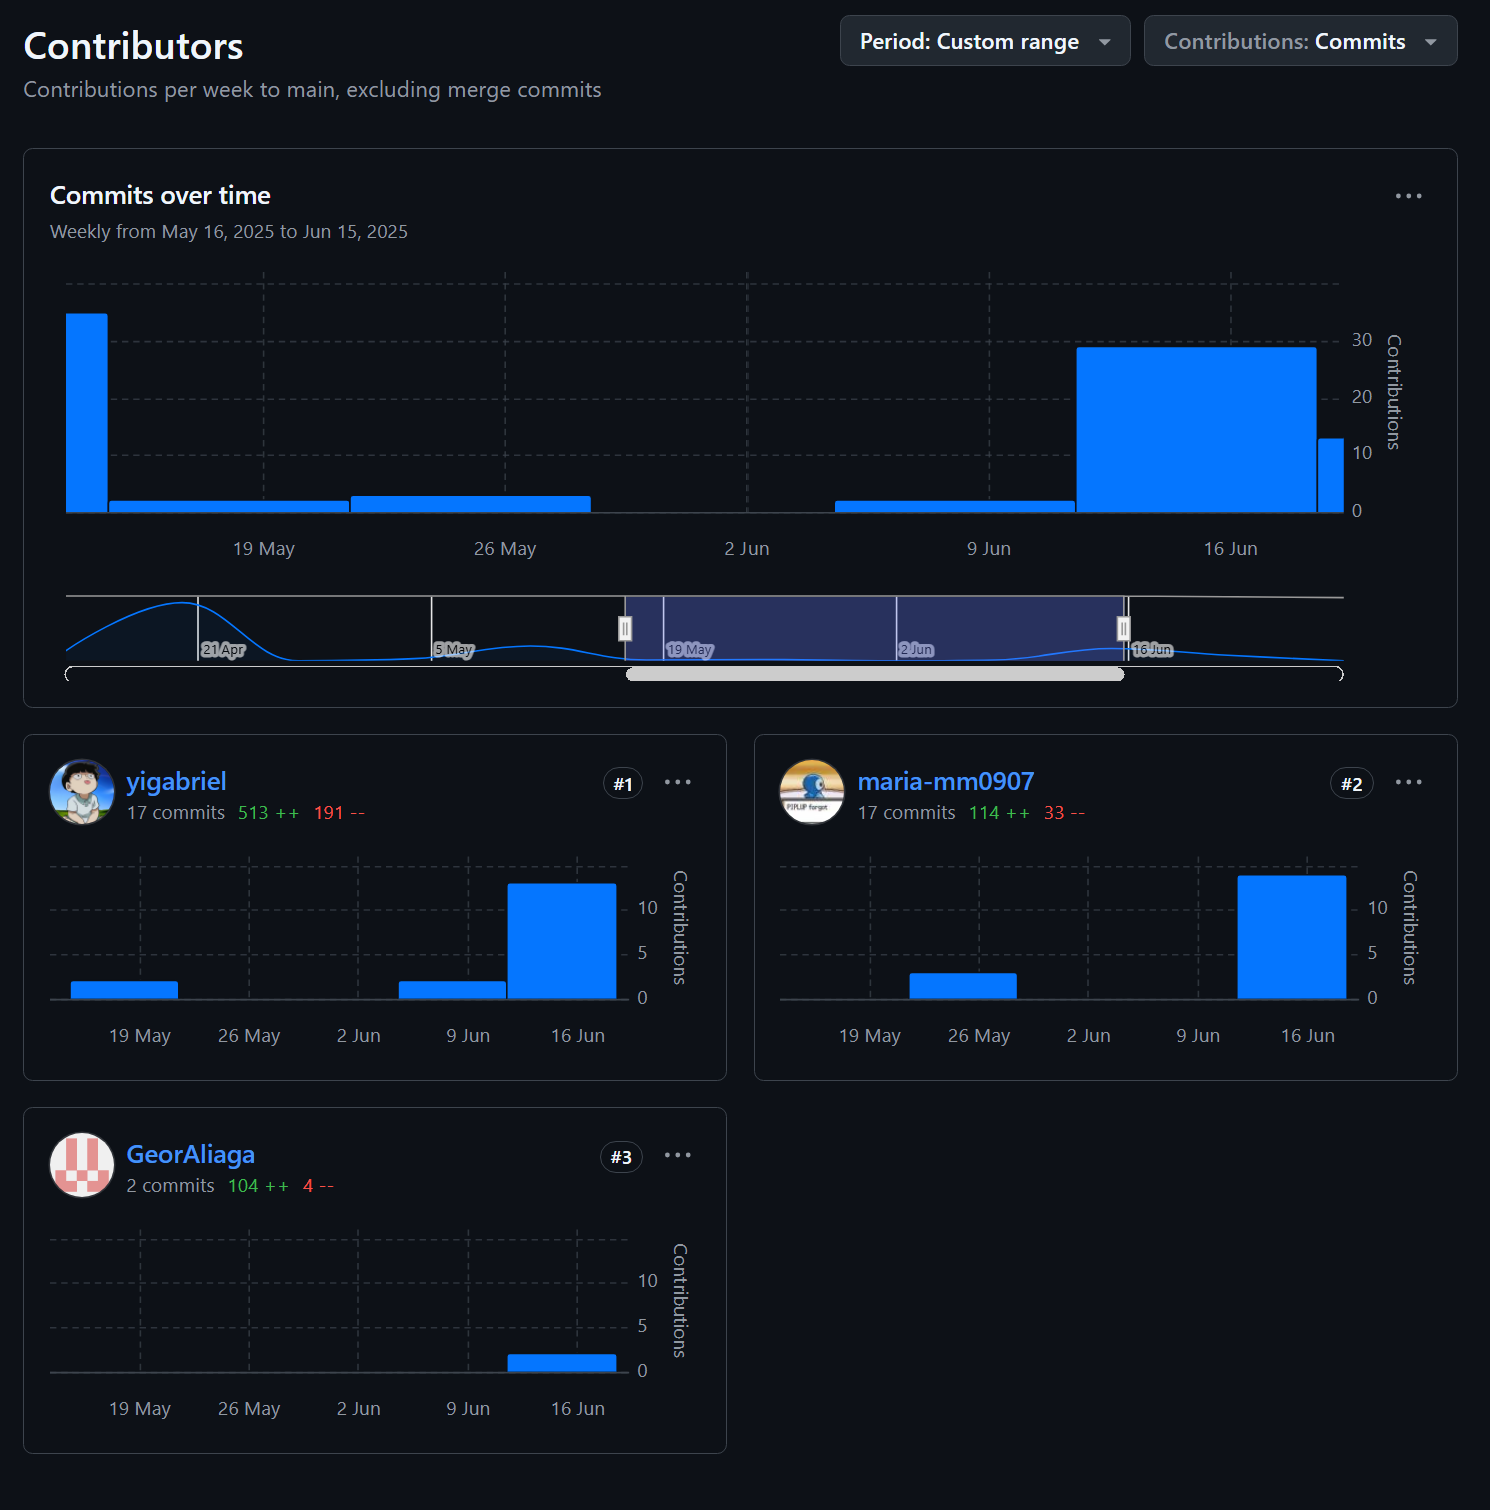 Contributors
Period: Custom range
Contributions: Commits
Contributions per week to main, excluding merge commits
Commits over time
Weekly from May 16, 2025 to Jun 15, 2025
30
20
10
0
Contributions
19 May
26 May
2 Jun
9 Jun
16 Jun
21 Apr
5 May
19 May
2 Jun
16 Jun
yigabriel
#1
17 commits 513 ++ 191 --
10
5
0
Contributions
19 May
26 May
2 Jun
9 Jun
16 Jun
maria-mm0907
#2
17 commits 114 ++ 33 --
10
5
0
Contributions
19 May
26 May
2 Jun
9 Jun
16 Jun
PIPLUP forgot
GeorAliaga
#3
2 commits 104 ++ 4 --
10
5
0
Contributions
19 May
26 May
2 Jun
9 Jun
16 Jun